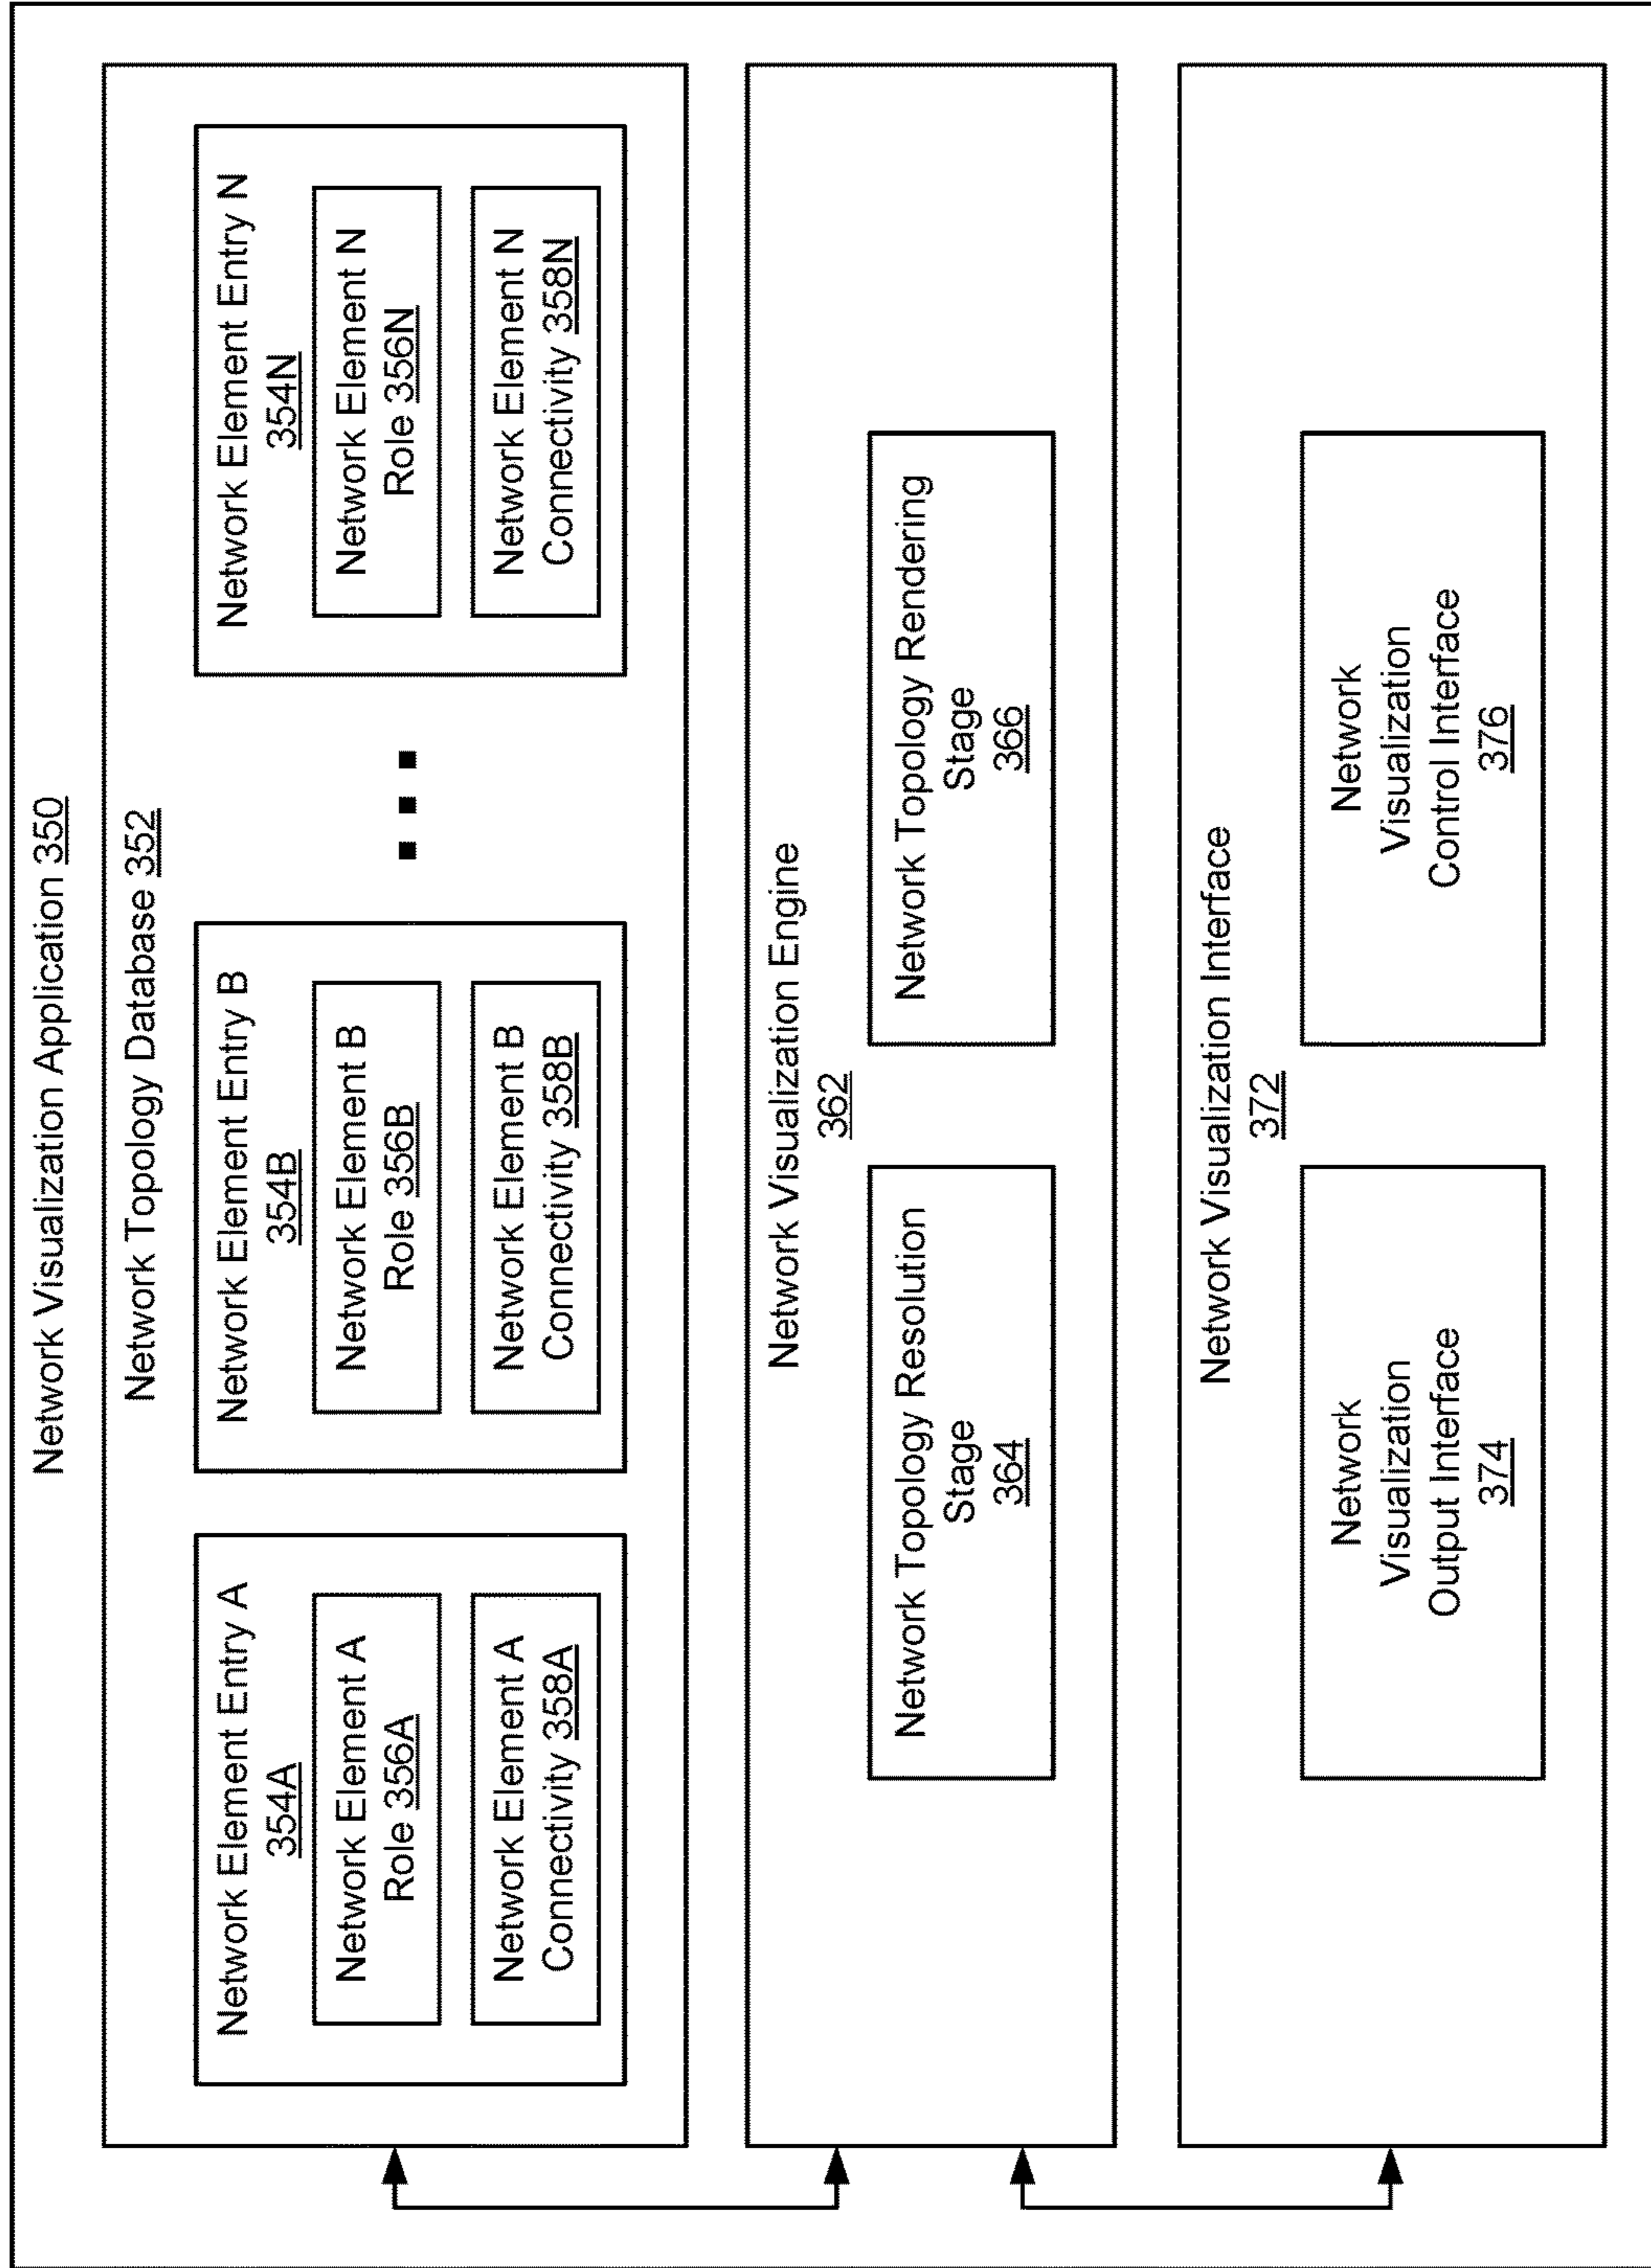 Network Visualization Application 350
Network Topology Database 352
Network Element Entry A
354A
Network Element A
Role 356A
Network Element A
Connectivity 358A
Network Element Entry B
354B
Network Element B
Role 356B
Network Element B
Connectivity 358B
Network Element Entry N
354N
Network Element N
Role 356N
Network Element N
Connectivity 358N
Network Visualization Engine
362
Network Topology Resolution
Stage
364
Network Topology Rendering
Stage
366
Network Visualization Interface
372
Network
Visualization
Output Interface
374
Network
Visualization
Control Interface
376